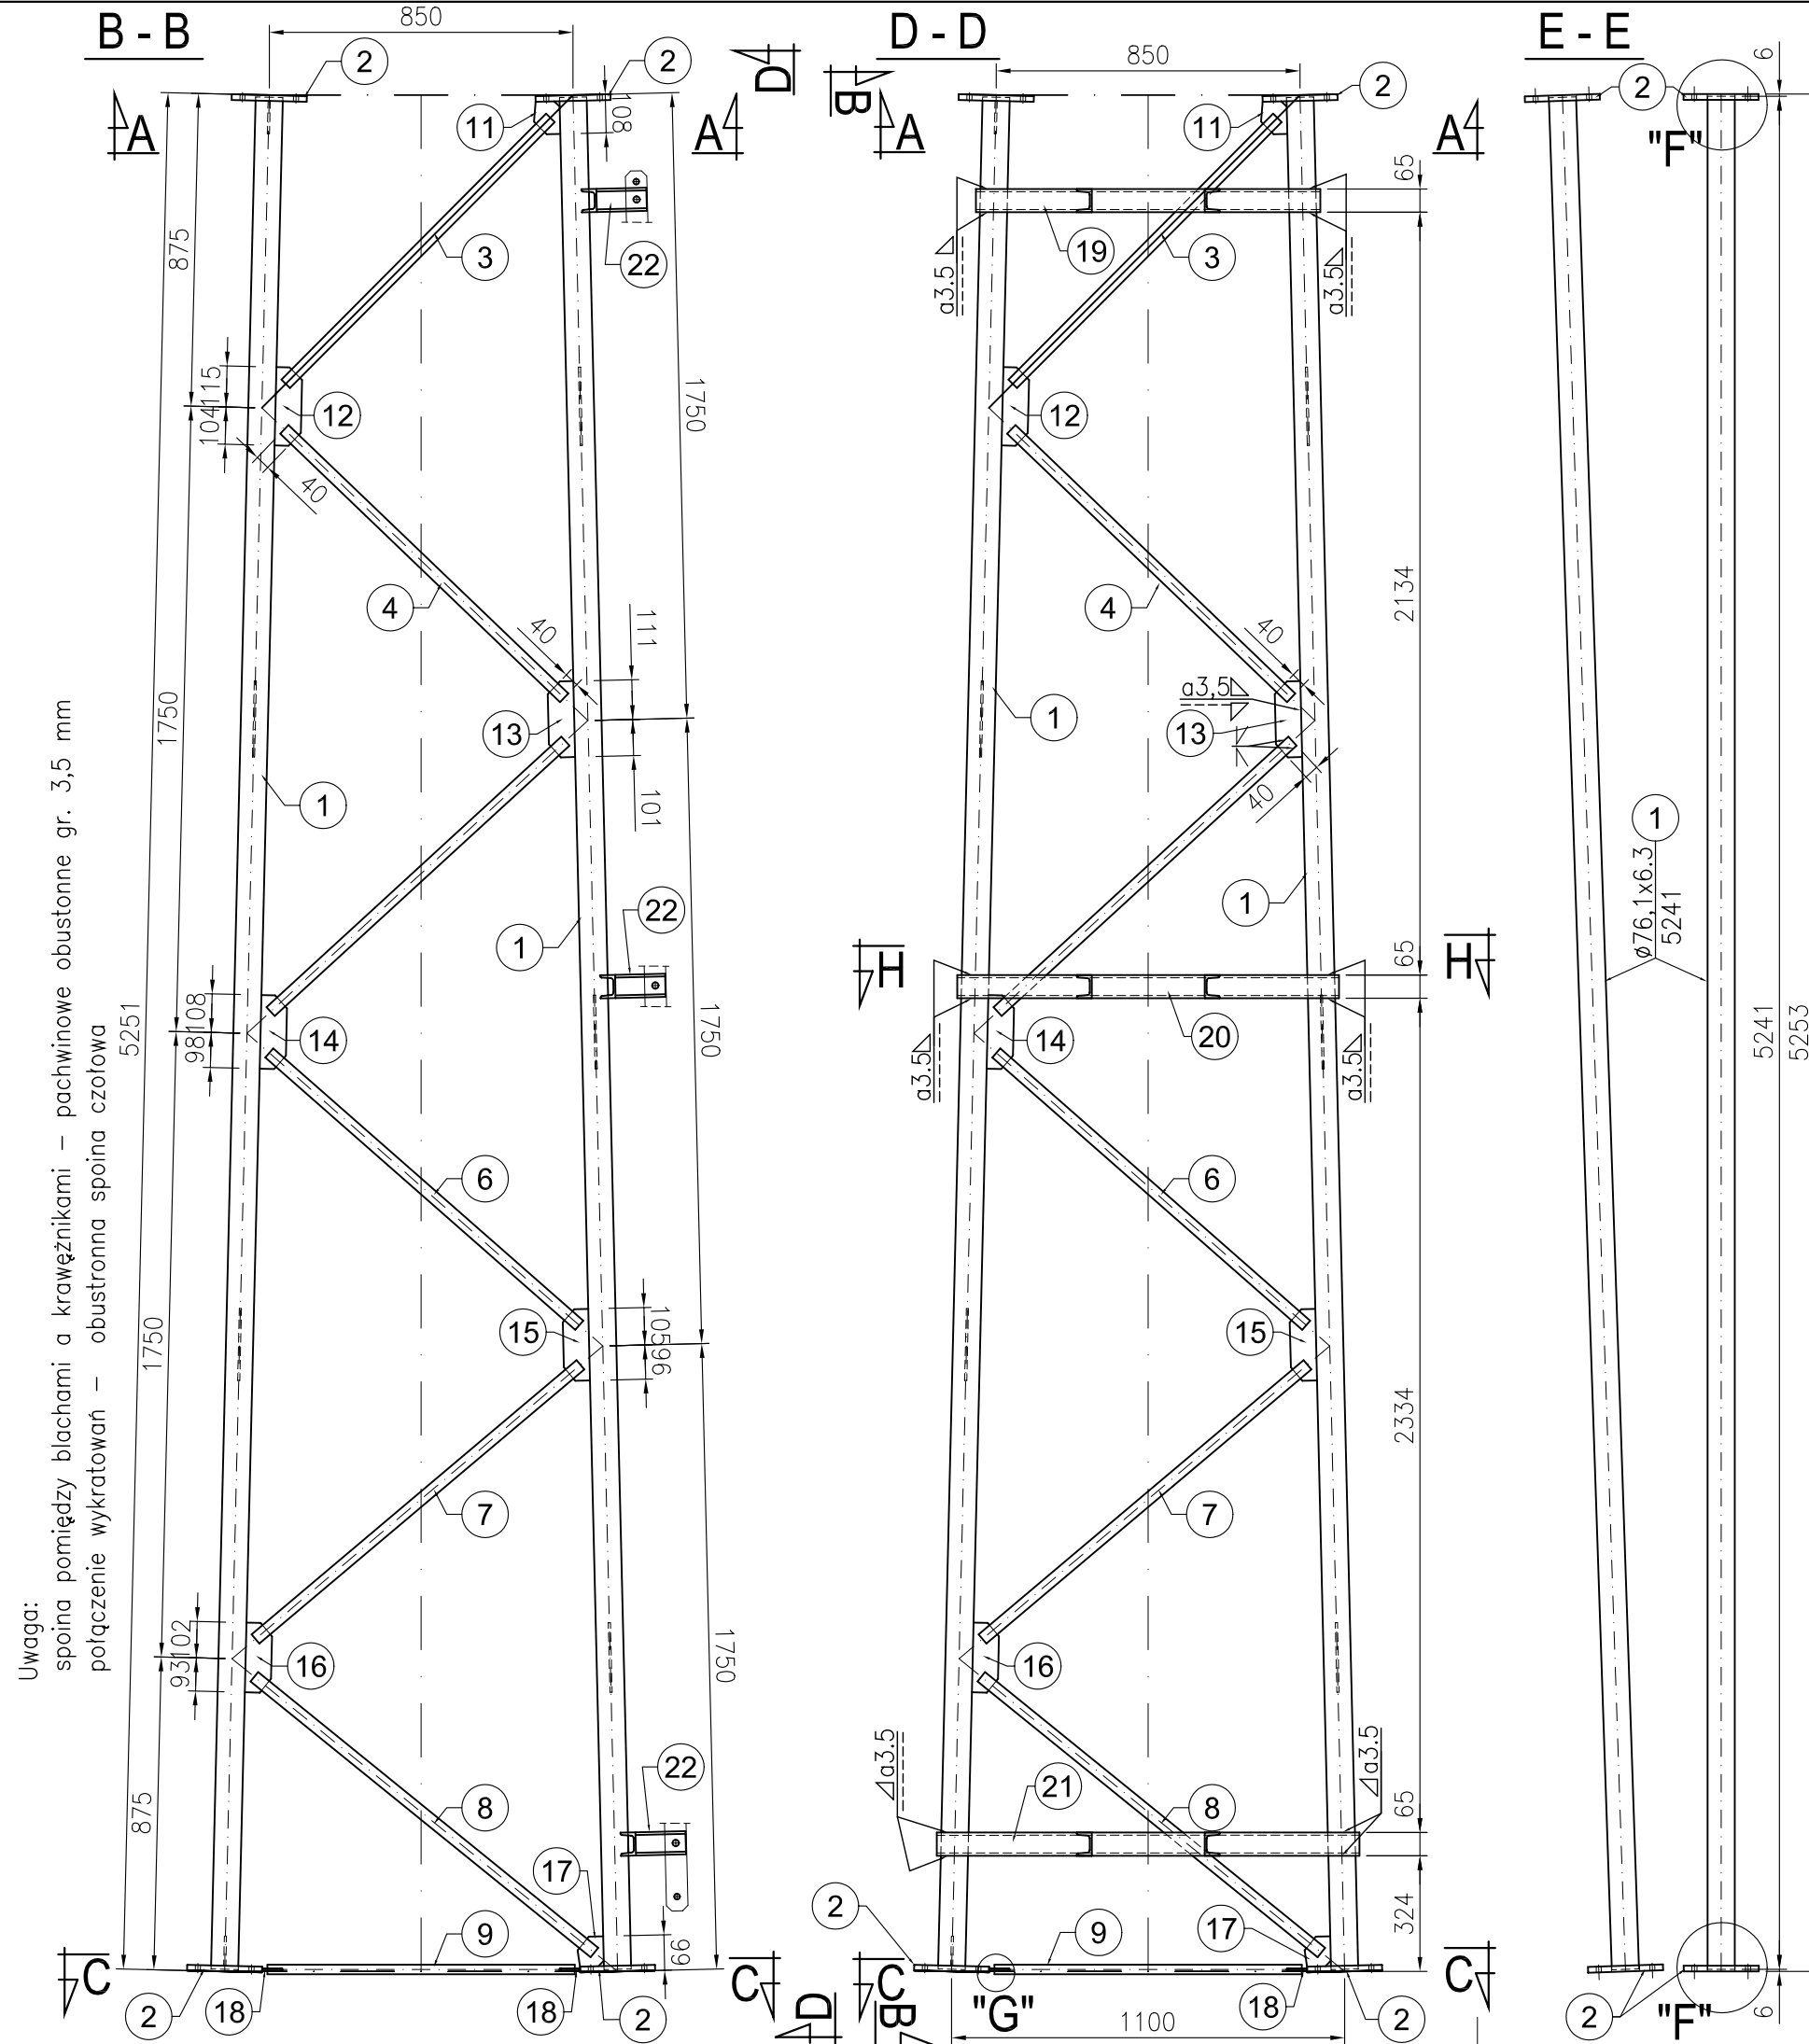 B - B
850
2
2
D
A
A
11
108
3
22
875
115
104
12
40
1750
4
40
111
13
101
1750
1
1
22
5251
108
98
14
1750
6
15
105
96
1750
7
102
93
16
1750
875
8
22
17
99
9
C
C
2
18
18
2
D
Uwaga:
spoina pomiędzy blachami a krawężnikami – pachwinowe obustonne gr. 3,5 mm
połączenie wykratowań – obustronna spoina czołowa
D - D
850
B
2
A
A
11
65
19
3
a3.5
a3.5
12
4
40
2134
a3,5
13
40
1
1
H
H
65
14
20
a3.5
a3.5
6
15
2334
7
16
a3.5
a3.5
21
8
65
2
9
17
324
C
C
"G"
18
2
B
1100
E - E
6
2
"F"
1
ø76,1x6.3
5241
5241
5253
2
"F"
6